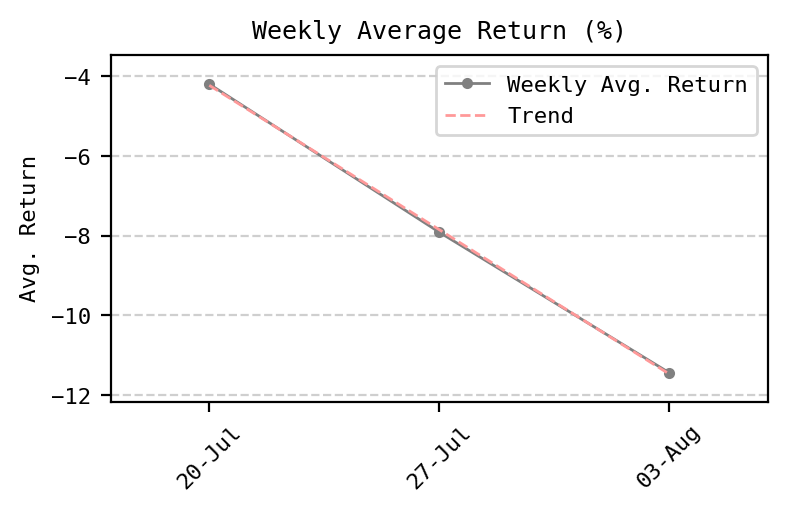 Weekly Average Return (%)
Weekly Avg. Return
Trend
Avg. Return
−4
−6
−8
−10
−12
20-Jul
27-Jul
03-Aug